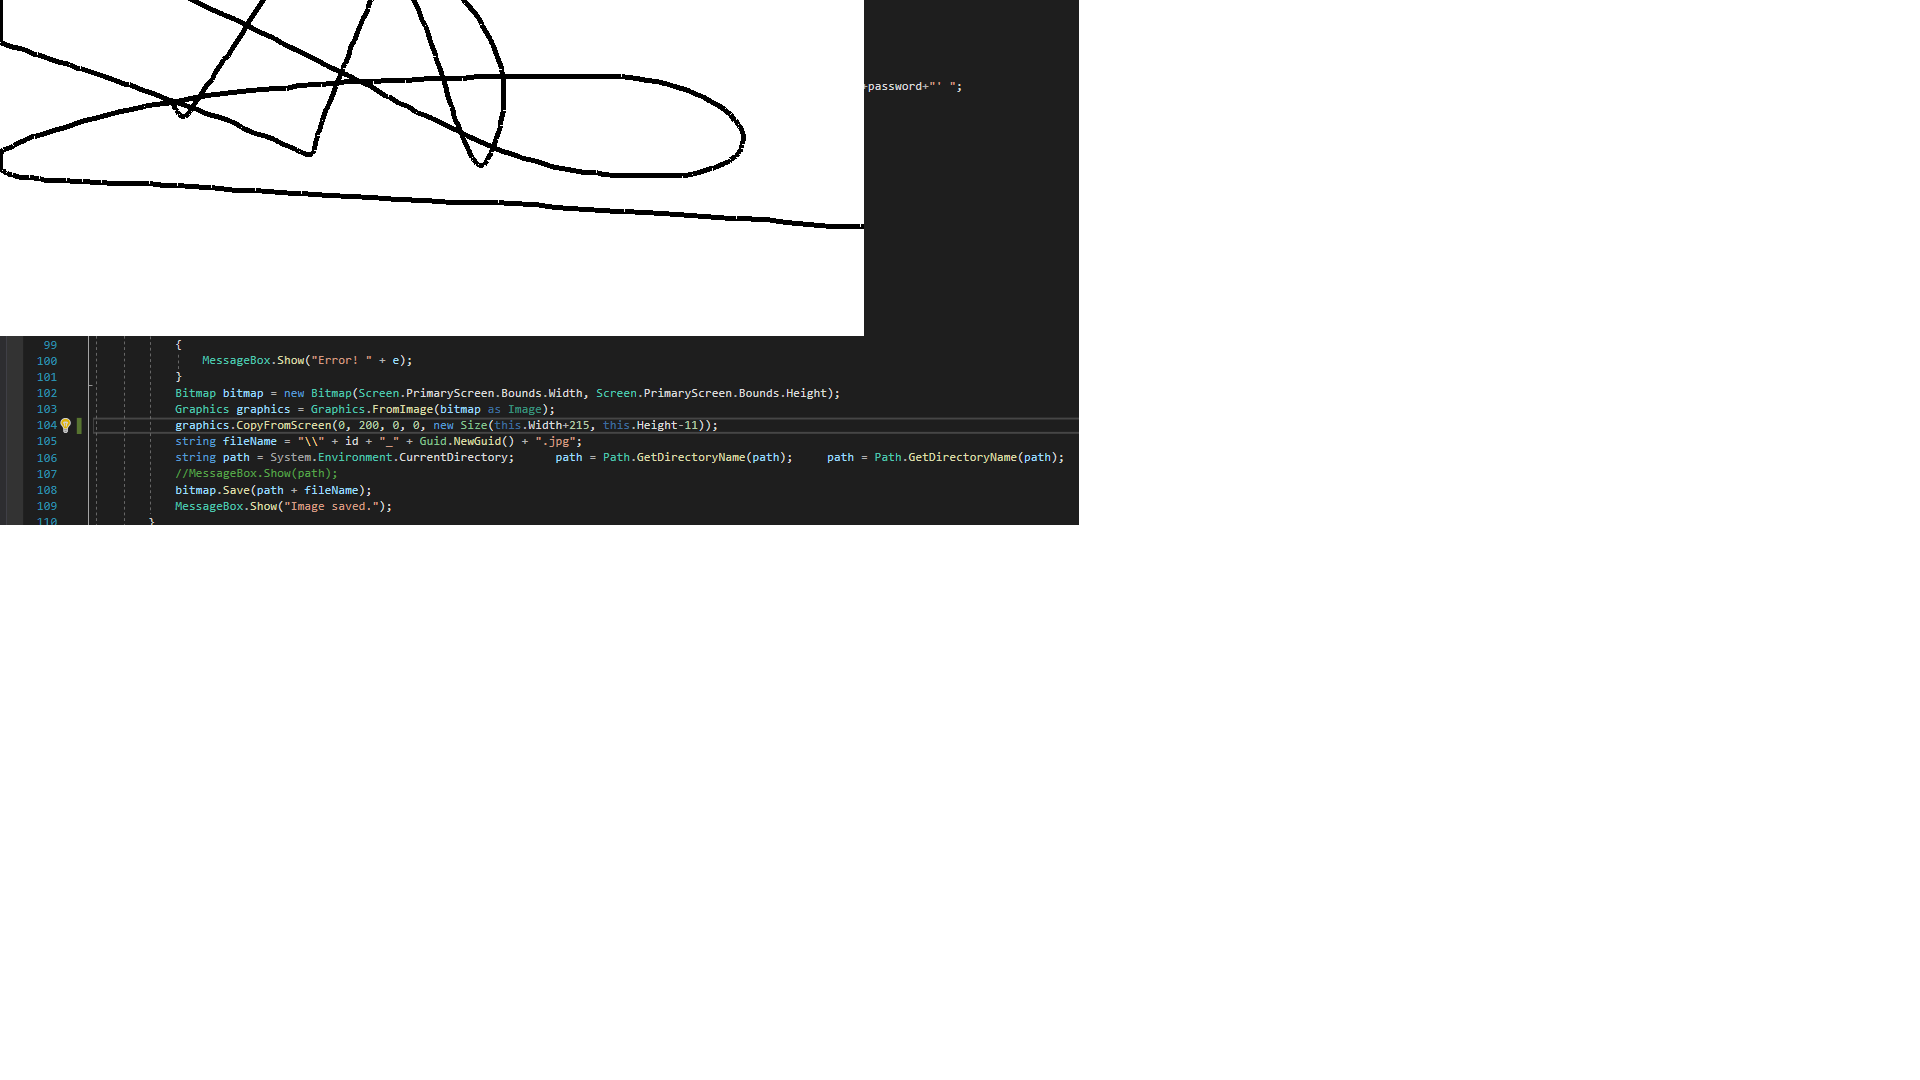 +password+"' ";
99 {
100 MessageBox.Show("Error! " + e);
101 }
102 Bitmap bitmap = new Bitmap(Screen.PrimaryScreen.Bounds.Width, Screen.PrimaryScreen.Bounds.Height);
103 Graphics graphics = Graphics.FromImage(bitmap as Image);
104 graphics.CopyFromScreen(0, 200, 0, 0, new Size(this.Width+215, this.Height-11));
105 string fileName = "\\" + id + "_" + Guid.NewGuid() + ".jpg";
106 string path = System.Environment.CurrentDirectory; path = Path.GetDirectoryName(path); path = Path.GetDirectoryName(path);
107 //MessageBox.Show(path);
108 bitmap.Save(path + fileName);
109 MessageBox.Show("Image saved.");
110 }